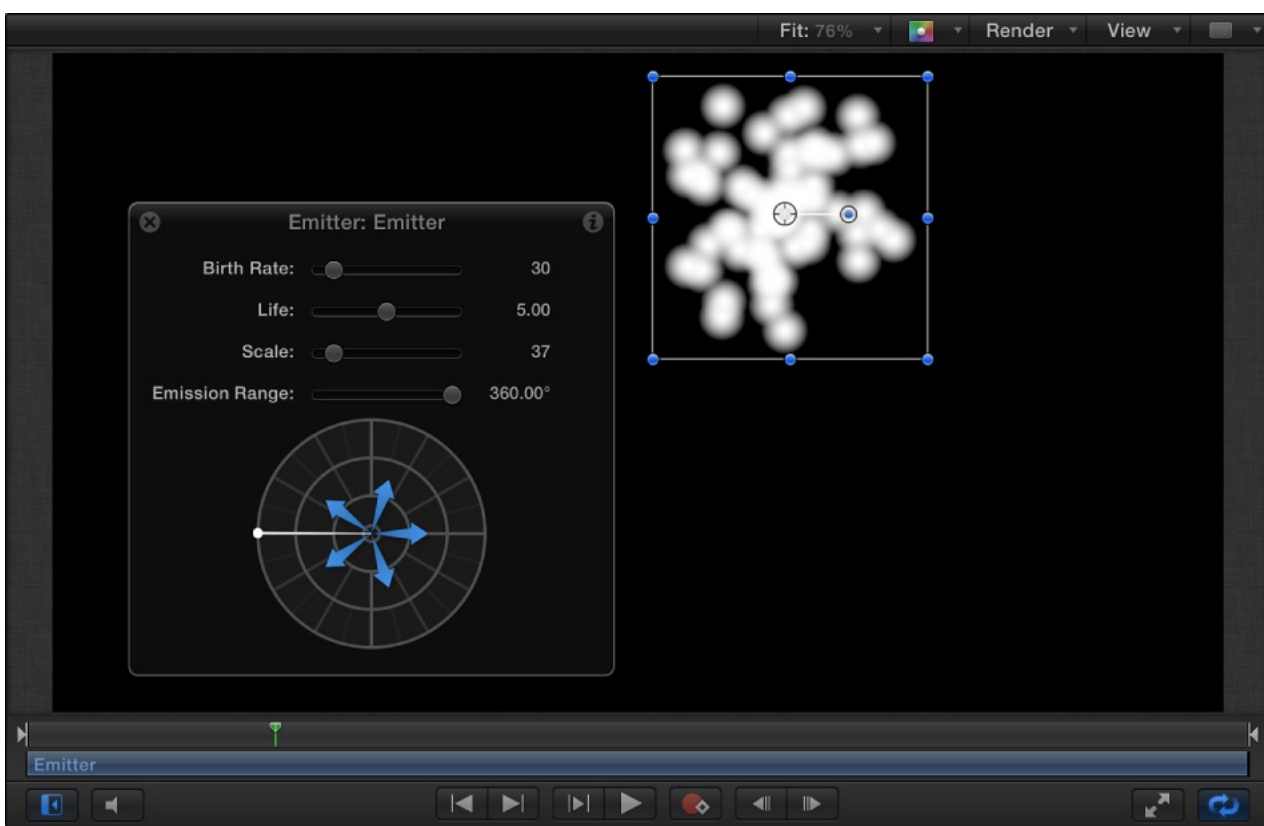 Fit: 76% Render View
Emitter: Emitter
Birth Rate: 30
Life: 5.00
Scale: 37
Emission Range: 360.00°
Emitter